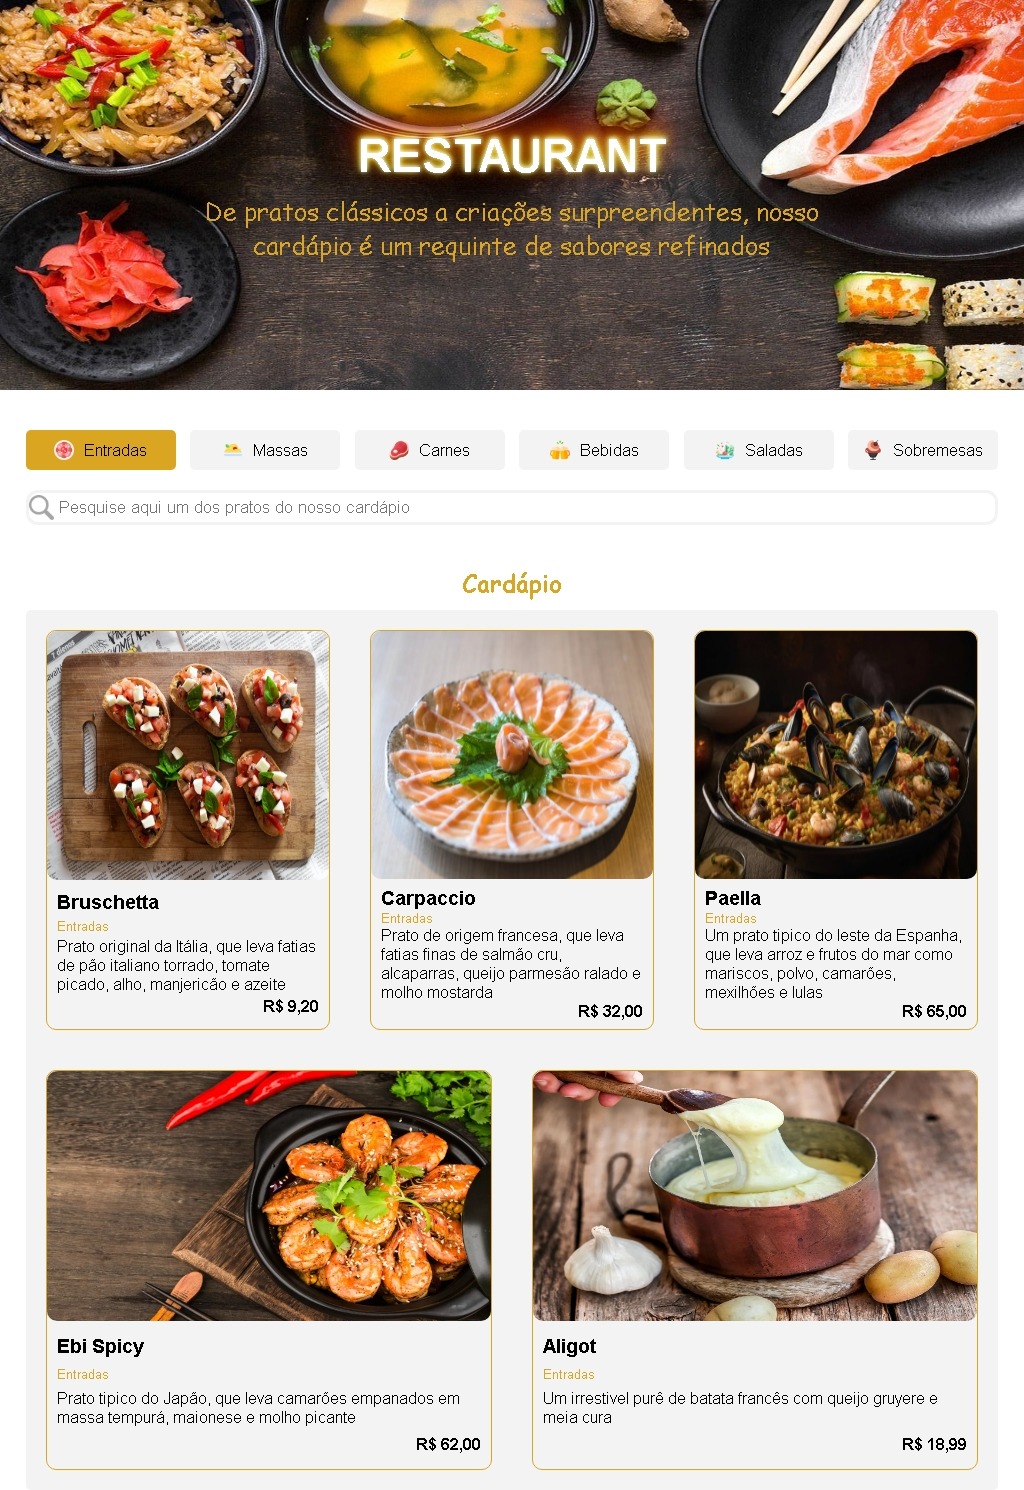 RESTAURANT
De pratos clássicos a criações surpreendentes, nosso
cardápio é um requinte de sabores refinados
Entradas
Massas
Carnes
Bebidas
Saladas
Sobremesas
Pesquise aqui um dos pratos do nosso cardápio
Cardápio
Bruschetta
Entradas
Prato original da Itália, que leva fatias
de pão italiano torrado, tomate
picado, alho, manjericão e azeite
R$ 9,20
Carpaccio
Entradas
Prato de origem francesa, que leva
fatias finas de salmão cru,
alcaparras, queijo parmesão ralado e
molho mostarda
R$ 32,00
Paella
Entradas
Um prato tipico do leste da Espanha,
que leva arroz e frutos do mar como
mariscos, polvo, camarões,
mexilhões e lulas
R$ 65,00
Ebi Spicy
Entradas
Prato tipico do Japão, que leva camarões empanados em
massa tempurá, maionese e molho picante
R$ 62,00
Aligot
Entradas
Um irrestivel purê de batata francês com queijo gruyere e
meia cura
R$ 18,99